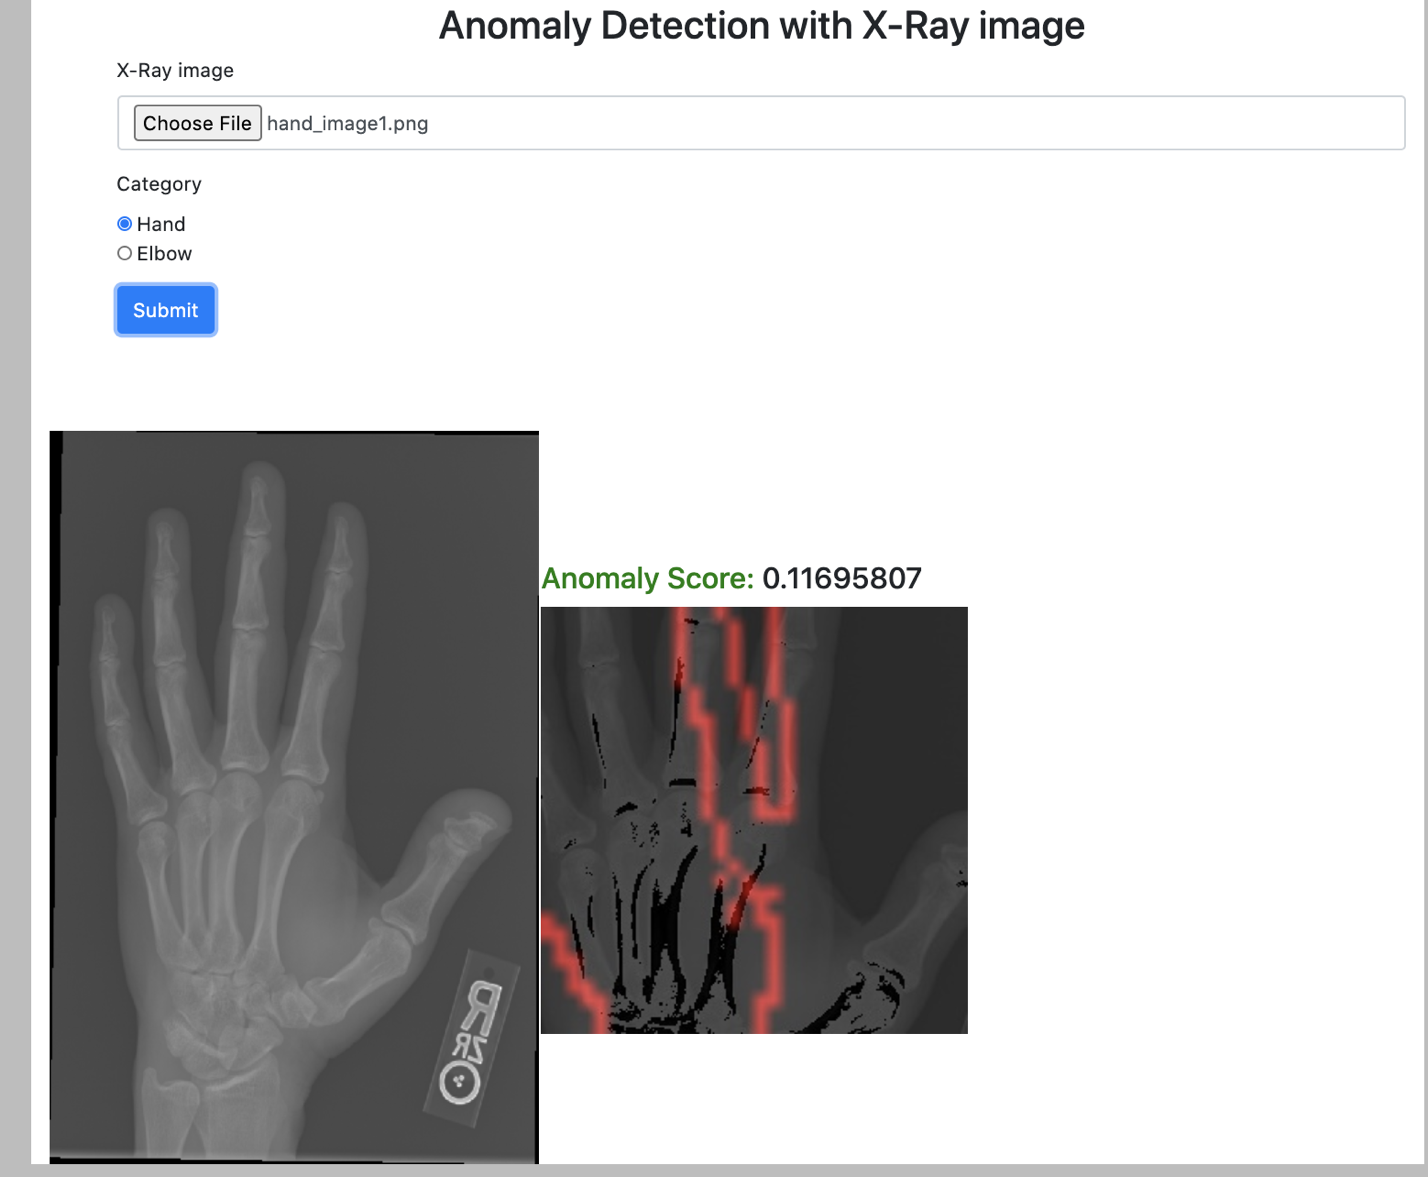 Anomaly Detection with X-Ray image
X-Ray image
Choose File hand_image1.png
Category
Hand
Elbow
Submit
Anomaly Score: 0.11695807
R